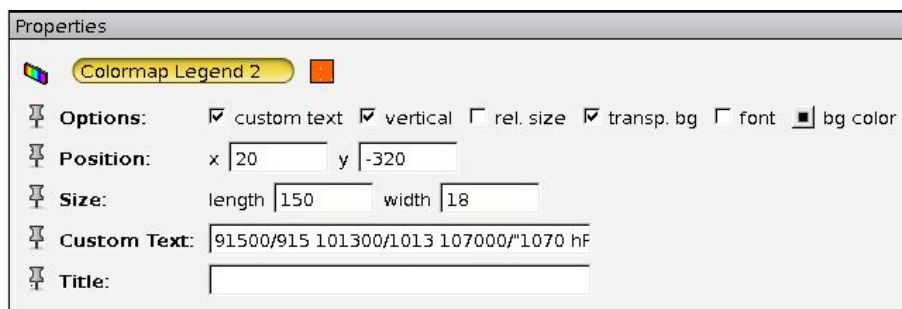 Properties
Colormap Legend 2
Options: custom text vertical rel. size transp. bg font bg color
Position: x 20 y -320
Size: length 150 width 18
Custom Text: 91500/915 101300/1013 107000/"1070 hP
Title: